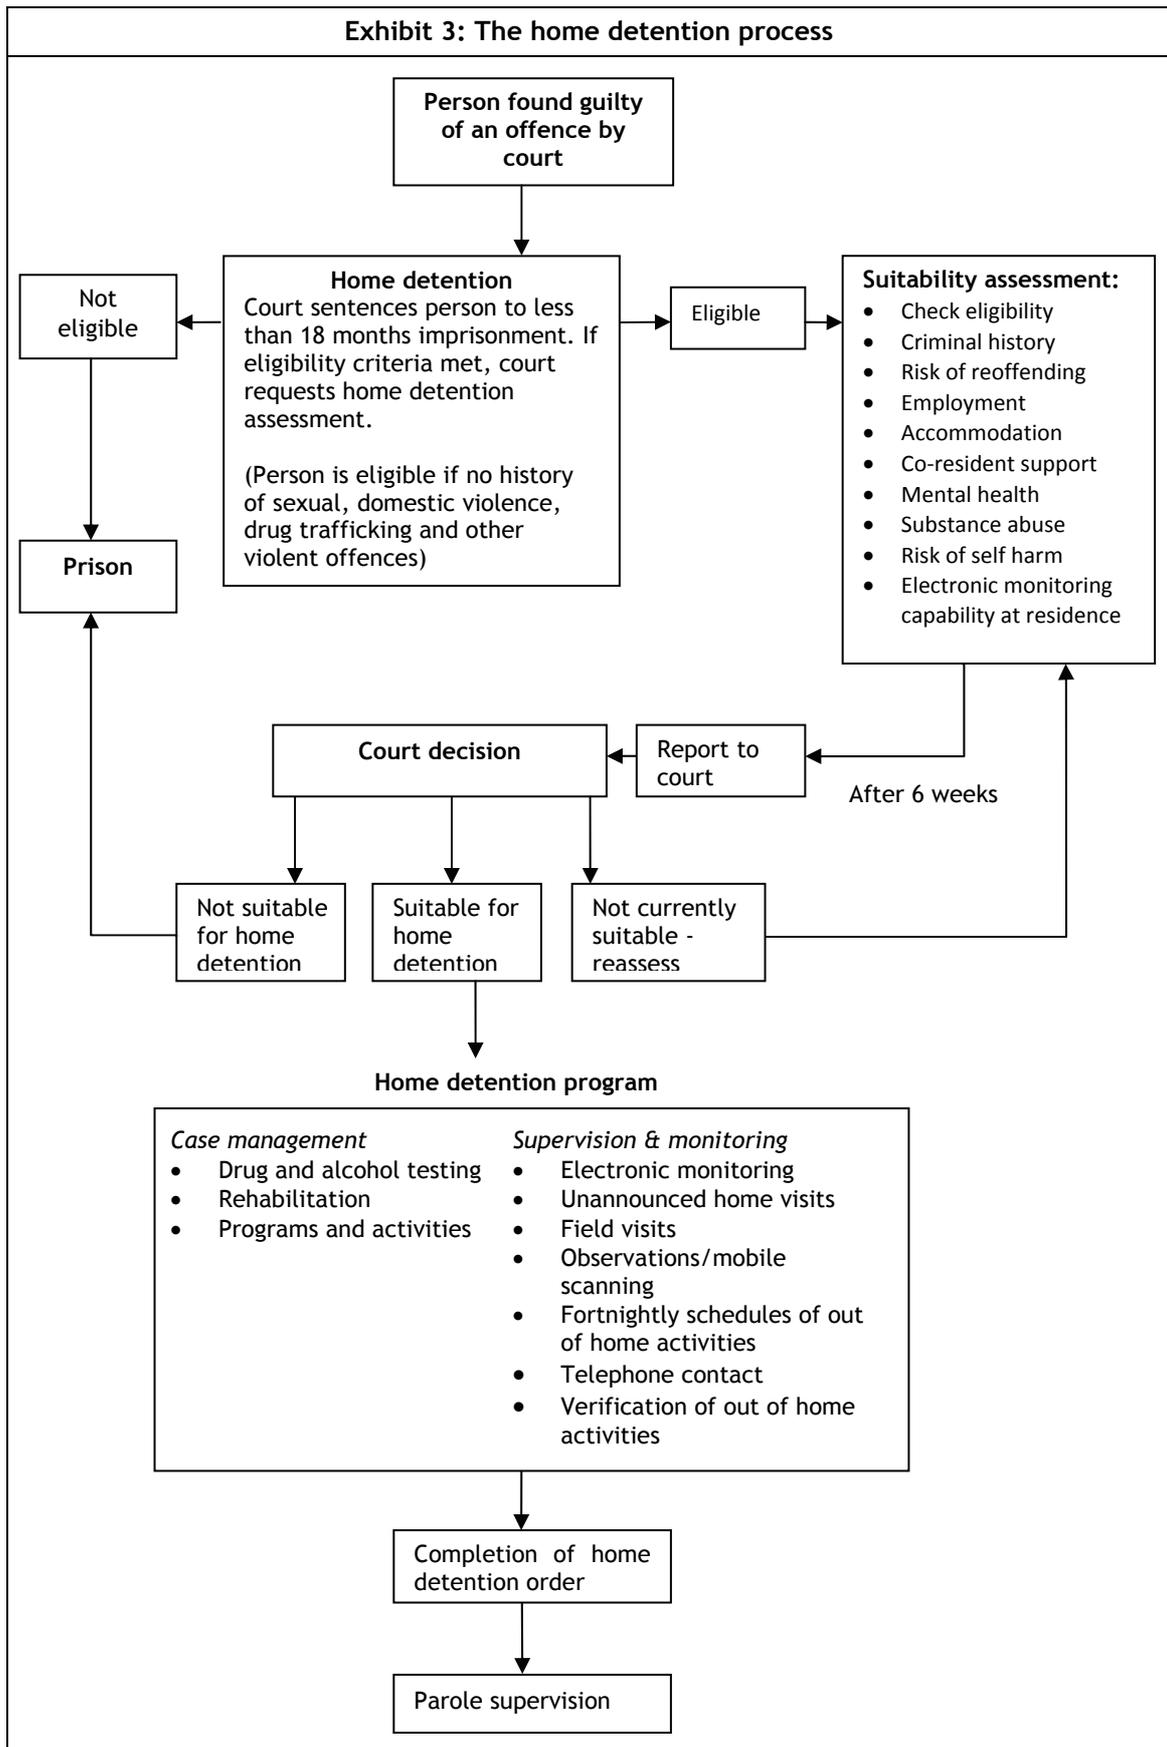 Exhibit 3: The home detention process
Person found guilty
of an offence by
court
Not
eligible
Home detention
Court sentences person to less
than 18 months imprisonment. If
eligibility criteria met, court
requests home detention
assessment.
(Person is eligible if no history
of sexual, domestic violence,
drug trafficking and other
violent offences)
Eligible
Suitability assessment:
• Check eligibility
• Criminal history
• Risk of reoffending
• Employment
• Accommodation
• Co-resident support
• Mental health
• Substance abuse
• Risk of self harm
• Electronic monitoring
capability at residence
Prison
Court decision
Report to
court
After 6 weeks
Not suitable
for home
detention
Suitable for
home
detention
Not currently
suitable -
reassess
Home detention program
Case management
• Drug and alcohol testing
• Rehabilitation
• Programs and activities
Supervision & monitoring
• Electronic monitoring
• Unannounced home visits
• Field visits
• Observations/mobile
scanning
• Fortnightly schedules of out
of home activities
• Telephone contact
• Verification of out of home
activities
Completion of home
detention order
Parole supervision